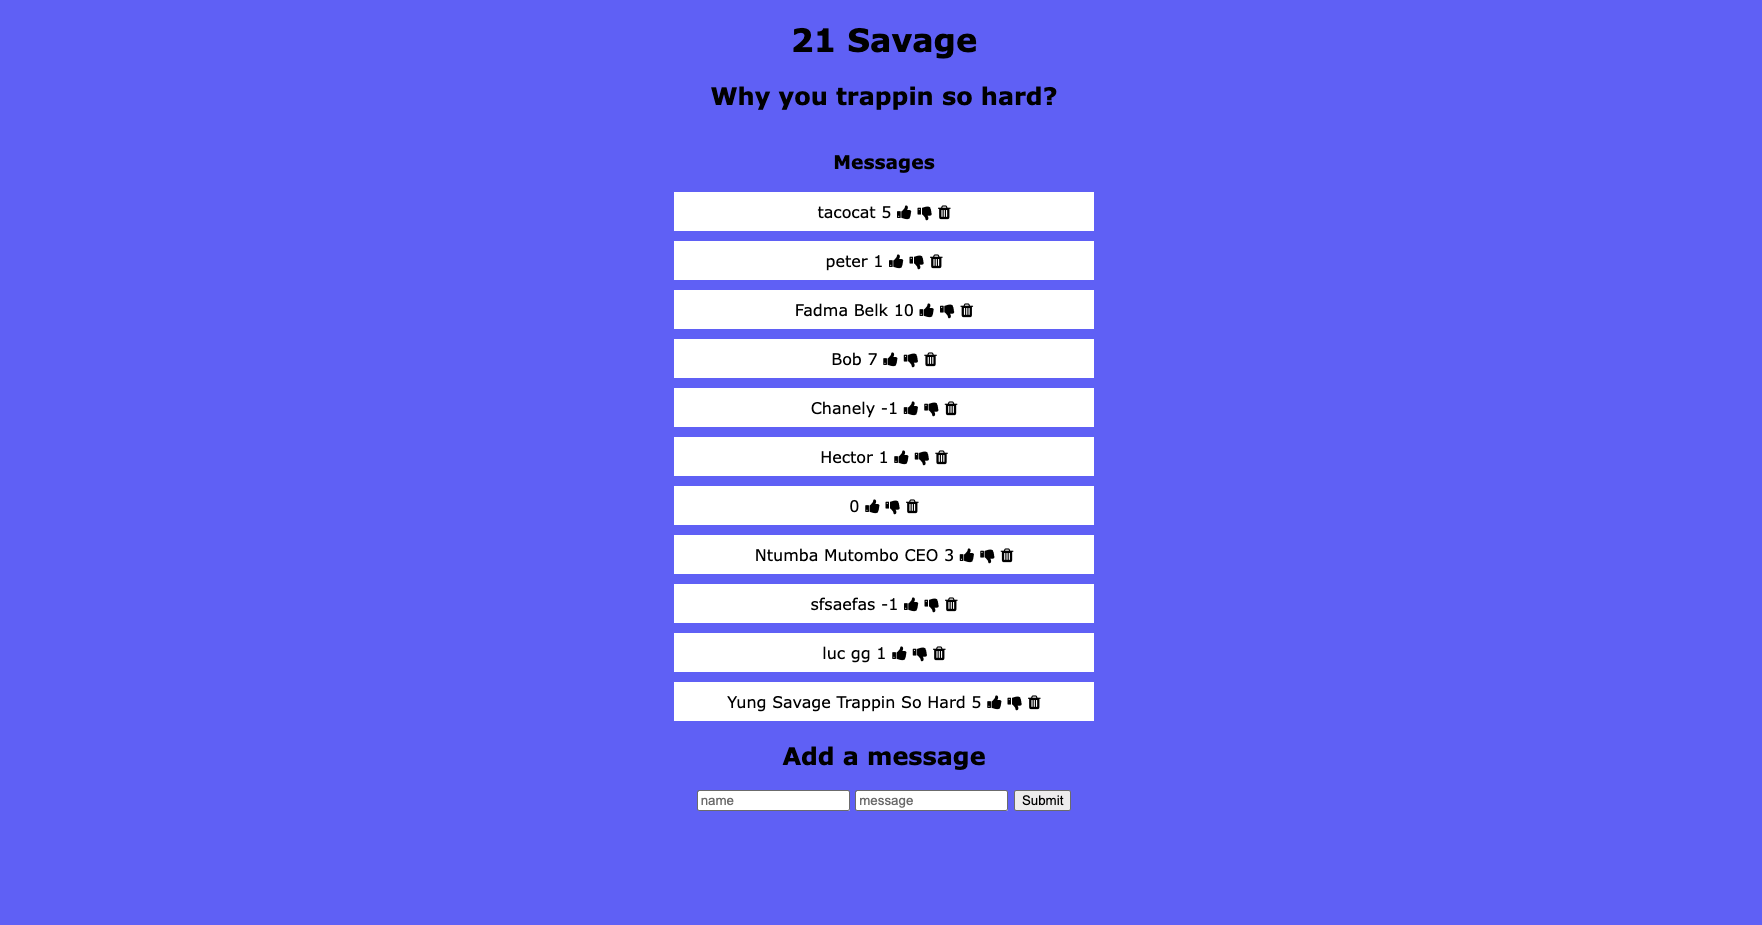 21 Savage
Why you trappin so hard?
Messages
tacocat 5
peter 1
Fadma Belk 10
Bob 7
Chanely -1
Hector 1
0
Ntumba Mutombo CEO 3
sfsaefas -1
luc gg 1
Yung Savage Trappin So Hard 5
Add a message
name message Submit